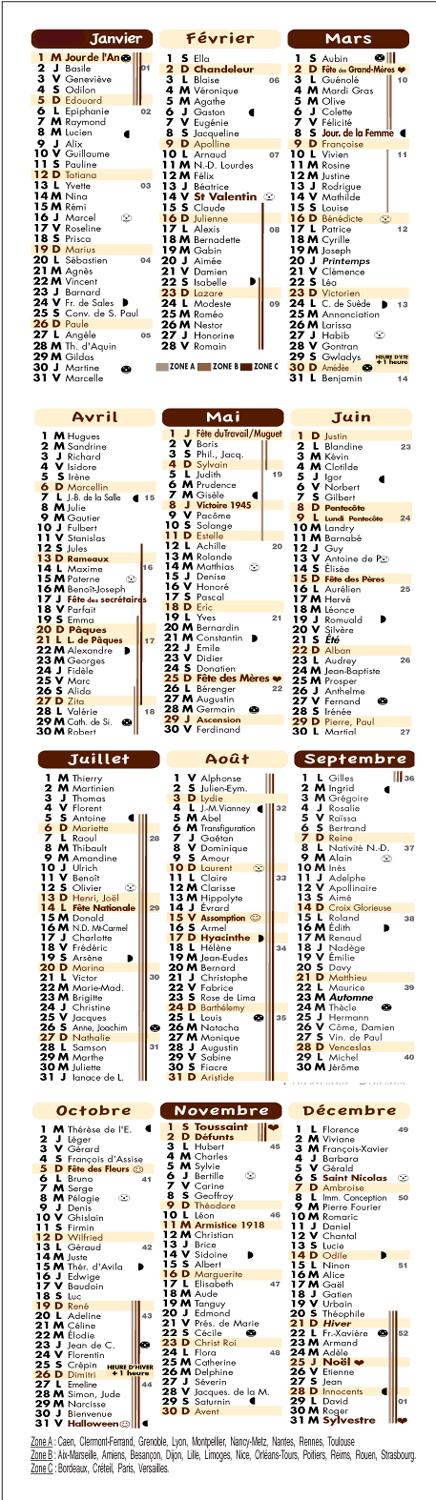 Janvier
1 M Jour de l'An
2 J Basile 01
3 V Geneviève
4 S Odilon
5 D Edouard
6 L Epiphanie 02
7 M Raymond
8 M Lucien
9 J Alix
10 V Guillaume
11 S Pauline
12 D Tatiana
13 L Yvette 03
14 M Nina
15 M Rémi
16 J Marcel
17 V Roseline
18 S Prisca
19 D Marius
20 L Sébastien 04
21 M Agnès
22 M Vincent
23 J Barnard
24 V Fr. de Sales
25 S Conv. de S. Paul
26 D Paule
27 L Angèle 05
28 M Th. d'Aquin
29 M Gildas
30 J Martine
31 V Marcelle
Février
1 S Ella
2 D Chandeleur
3 L Blaise 06
4 M Véronique
5 M Agathe
6 J Gaston
7 V Eugénie
8 S Jacqueline
9 D Apolline
10 L Arnaud 07
11 M N.-D. Lourdes
12 M Félix
13 J Béatrice
14 V St Valentin
15 S Claude
16 D Julienne
17 L Alexis 08
18 M Bernadette
19 M Gabin
20 J Aimée
21 V Damien
22 S Isabelle
23 D Lazare
24 L Modeste 09
25 M Roméo
26 M Nestor
27 J Honorine
28 V Romain
ZONE A ZONE B ZONE C
Mars
1 S Aubin
2 D Fête des Grand-Mères
3 L Guénolé 10
4 M Mardi Gras
5 M Olive
6 J Colette
7 V Félicité
8 S Jour. de la Femme
9 D Françoise
10 L Vivien 11
11 M Rosine
12 M Justine
13 J Rodrigue
14 V Mathilde
15 S Louise
16 D Bénédicte
17 L Patrice 12
18 M Cyrille
19 M Joseph
20 J Printemps
21 V Clémence
22 S Léa
23 D Victorien
24 L C. de Suède 13
25 M Annonciation
26 M Larissa
27 J Habib
28 V Gontran
29 S Gwladys HEURE D'ETE
30 D Amédée +1 heure
31 L Benjamin 14
Avril
1 M Hugues
2 M Sandrine
3 J Richard
4 V Isidore
5 S Irène
6 D Marcellin
7 L J.-B. de la Salle 15
8 M Julie
9 M Gautier
10 J Fulbert
11 V Stanislas
12 S Jules
13 D Rameaux
14 L Maxime 16
15 M Paterne
16 M Benoît-Joseph
17 J Fête des secrétaires
18 V Parfait
19 S Emma
20 D Pâques
21 L L. de Pâques 17
22 M Alexandre
23 M Georges
24 J Fidèle
25 V Marc
26 S Alida
27 D Zita
28 L Valérie 18
29 M Cath. de Si.
30 M Robert
Mai
1 J Fête du Travail/Muguet
2 V Boris
3 S Phil., Jacq.
4 D Sylvain
5 L Judith 19
6 M Prudence
7 M Gisèle
8 J Victoire 1945
9 V Pacôme
10 S Solange
11 D Estelle
12 L Achille 20
13 M Rolande
14 M Matthias
15 J Denise
16 V Honoré
17 S Pascal
18 D Eric
19 L Yves 21
20 M Bernardin
21 M Constantin
22 J Emile
23 V Didier
24 S Donatien
25 D Fête des Mères
26 L Bérenger 22
27 M Augustin
28 M Germain
29 J Ascension
30 V Ferdinand
Juin
1 D Justin
2 L Blandine 23
3 M Kévin
4 M Clotilde
5 J Igor
6 V Norbert
7 S Gilbert
8 D Pentecôte
9 L Lundi Pentecôte 24
10 M Landry
11 M Barnabé
12 J Guy
13 V Antoine de P.
14 S Élisée
15 D Fête des Pères
16 L Aurélien 25
17 M Hervé
18 M Léonce
19 J Romuald
20 V Silvère
21 S Été
22 D Alban
23 L Audrey 26
24 M Jean-Baptiste
25 M Prosper
26 J Anthelme
27 V Fernand
28 S Irénée
29 D Pierre, Paul
30 L Martial 27
Juillet
1 M Thierry
2 M Martinien
3 J Thomas
4 V Florent
5 S Antoine
6 D Mariette
7 L Raoul 28
8 M Thibault
9 M Amandine
10 J Ulrich
11 V Benoît
12 S Olivier
13 D Henri, Joël
14 L Fête Nationale 29
15 M Donald
16 M N.D. Mt-Carmel
17 J Charlotte
18 V Frédéric
19 S Arsène
20 D Marina
21 L Victor 30
22 M Marie-Mad.
23 M Brigitte
24 J Christine
25 V Jacques
26 S Anne, Joachim
27 D Nathalie
28 L Samson 31
29 M Marthe
30 M Juliette
31 J Ignace de L.
Août
1 V Alphonse
2 S Julien-Eym.
3 D Lydie
4 L J.-M.Vianney 32
5 M Abel
6 M Transfiguration
7 J Gaétan
8 V Dominique
9 S Amour
10 D Laurent
11 L Claire 33
12 M Clarisse
13 M Hippolyte
14 J Évrard
15 V Assomption
16 S Armel
17 D Hyacinthe
18 L Hélène 34
19 M Jean-Eudes
20 M Bernard
21 J Christophe
22 V Fabrice
23 S Rose de Lima
24 D Barthélemy
25 L Louis 35
26 M Natacha
27 M Monique
28 J Augustin
29 V Sabine
30 S Fiacre
31 D Aristide
Septembre
1 L Gilles 36
2 M Ingrid
3 M Grégoire
4 J Rosalie
5 V Raïssa
6 S Bertrand
7 D Reine
8 L Nativité N.-D. 37
9 M Alain
10 M Inès
11 J Adelphe
12 V Apollinaire
13 S Aimé
14 D Croix Glorieuse
15 L Roland 38
16 M Édith
17 M Renaud
18 J Nadège
19 V Émilie
20 S Davy
21 D Matthieu
22 L Maurice 39
23 M Automne
24 M Thècle
25 J Hermann
26 V Côme, Damien
27 S Vin. de Paul
28 D Venceslas
29 L Michel 40
30 M Jérôme
Octobre
1 M Thérèse de l'E.
2 J Léger
3 V Gérard
4 S François d'Assise
5 D Fête des Fleurs
6 L Bruno 41
7 M Serge
8 M Pélagie
9 J Denis
10 V Ghislain
11 S Firmin
12 D Wilfried
13 L Géraud 42
14 M Juste
15 M Thér. d'Avila
16 J Edwige
17 V Baudoin
18 S Luc
19 D René
20 L Adeline 43
21 M Céline
22 M Élodie
23 J Jean de C.
24 V Florentin
25 S Crépin HEURE D'HIVER
26 D Dimitri +1 heure
27 L Emeline 44
28 M Simon, Jude
29 M Narcisse
30 J Bienvenue
31 V Halloween
Novembre
1 S Toussaint
2 D Défunts
3 L Hubert 45
4 M Charles
5 M Sylvie
6 J Bertille
7 V Carine
8 S Geoffroy
9 D Théodore
10 L Léon 46
11 M Armistice 1918
12 M Christian
13 J Brice
14 V Sidoine
15 S Albert
16 D Marguerite
17 L Elisabeth 47
18 M Aude
19 M Tanguy
20 J Edmond
21 V Prés. de Marie
22 S Cécile
23 D Christ Roi
24 L Flora 48
25 M Catherine
26 M Delphine
27 J Séverin
28 V Jacques. de la M.
29 S Saturnin
30 D Avent
Décembre
1 L Florence 49
2 M Viviane
3 M François-Xavier
4 J Barbara
5 V Gérald
6 S Saint Nicolas
7 D Ambroise
8 L Imm. Conception 50
9 M Pierre Fourier
10 M Romaric
11 J Daniel
12 V Chantal
13 S Lucie
14 D Odile
15 L Ninon 51
16 M Alice
17 M Gaël
18 J Gatien
19 V Urbain
20 S Théophile
21 D Hiver
22 L Fr.-Xavière 52
23 M Armand
24 M Adèle
25 J Noël
26 V Etienne
27 S Jean
28 D Innocents
29 L David 01
30 M Roger
31 M Sylvestre
Zone A : Caen, Clermont-Ferrand, Grenoble, Lyon, Montpellier, Nancy-Metz, Nantes, Rennes, Toulouse
Zone B : Aix-Marseille, Amiens, Besançon, Dijon, Lille, Limoges, Nice, Orléans-Tours, Poitiers, Reims, Rouen, Strasbourg.
Zone C : Bordeaux, Créteil, Paris, Versailles.